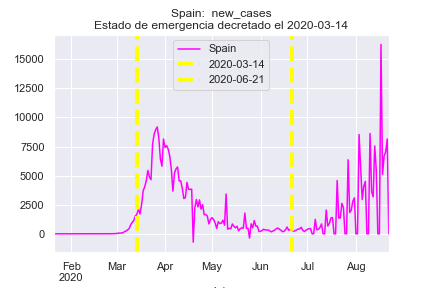 Spain:  new_cases
Estado de emergencia decretado el 2020-03-14
Spain
2020-03-14
2020-06-21
15000
12500
10000
7500
5000
2500
0
Feb
2020
Mar
Apr
May
Jun
Jul
Aug